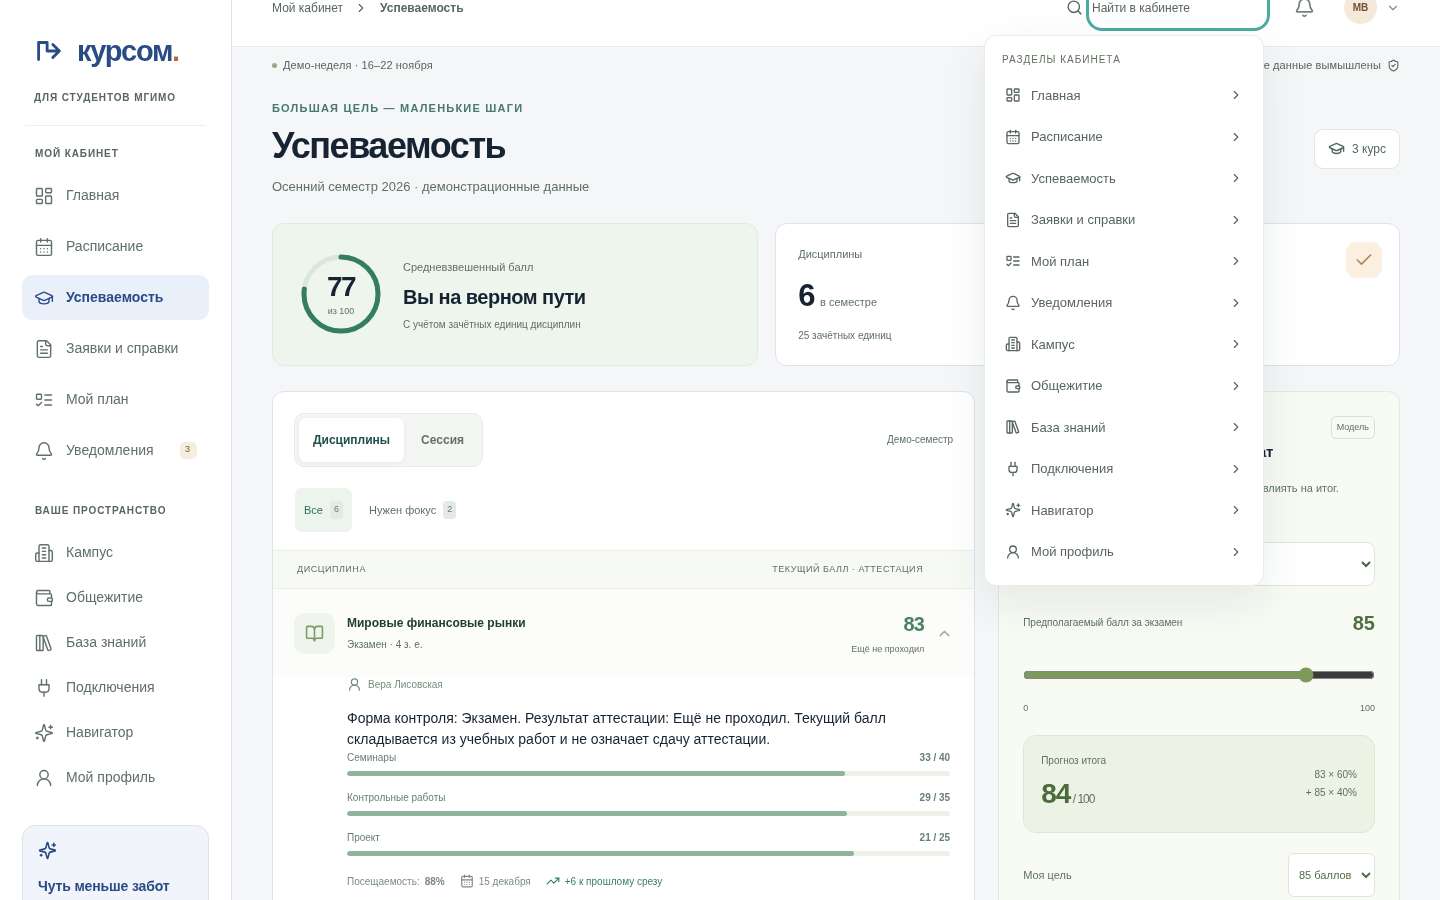 курсом.
ДЛЯ СТУДЕНТОВ МГИМО
МОЙ КАБИНЕТ
Главная
Расписание
Успеваемость
Заявки и справки
Мой план
Уведомления 3
ВАШЕ ПРОСТРАНСТВО
Кампус
Общежитие
База знаний
Подключения
Навигатор
Мой профиль
Чуть меньше забот
Мой кабинет Успеваемость
Найти в кабинете
МВ
Демо-неделя · 16–22 ноября
е данные вымышлены
БОЛЬШАЯ ЦЕЛЬ — МАЛЕНЬКИЕ ШАГИ
Успеваемость
Осенний семестр 2026 · демонстрационные данные
3 курс
РАЗДЕЛЫ КАБИНЕТА
Главная
Расписание
Успеваемость
Заявки и справки
Мой план
Уведомления
Кампус
Общежитие
База знаний
Подключения
Навигатор
Мой профиль
77
из 100
Средневзвешенный балл
Вы на верном пути
С учётом зачётных единиц дисциплин
Дисциплины
6 в семестре
25 зачётных единиц
Дисциплины Сессия
Демо-семестр
Все 6 Нужен фокус 2
ДИСЦИПЛИНА ТЕКУЩИЙ БАЛЛ · АТТЕСТАЦИЯ
Мировые финансовые рынки
Экзамен · 4 з. е.
83
Ещё не проходил
Вера Лисовская
Форма контроля: Экзамен. Результат аттестации: Ещё не проходил. Текущий балл
складывается из учебных работ и не означает сдачу аттестации.
Семинары 33 / 40
Контрольные работы 29 / 35
Проект 21 / 25
Посещаемость: 88% 15 декабря +6 к прошлому срезу
Модель
ат
влиять на итог.
Предполагаемый балл за экзамен 85
0 100
Прогноз итога
84 / 100
83 × 60%
+ 85 × 40%
Моя цель 85 баллов